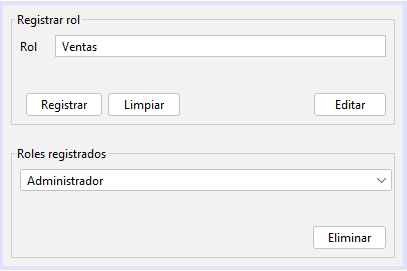 Registrar rol
Rol Ventas
Registrar Limpiar Editar
Roles registrados
Administrador
Eliminar